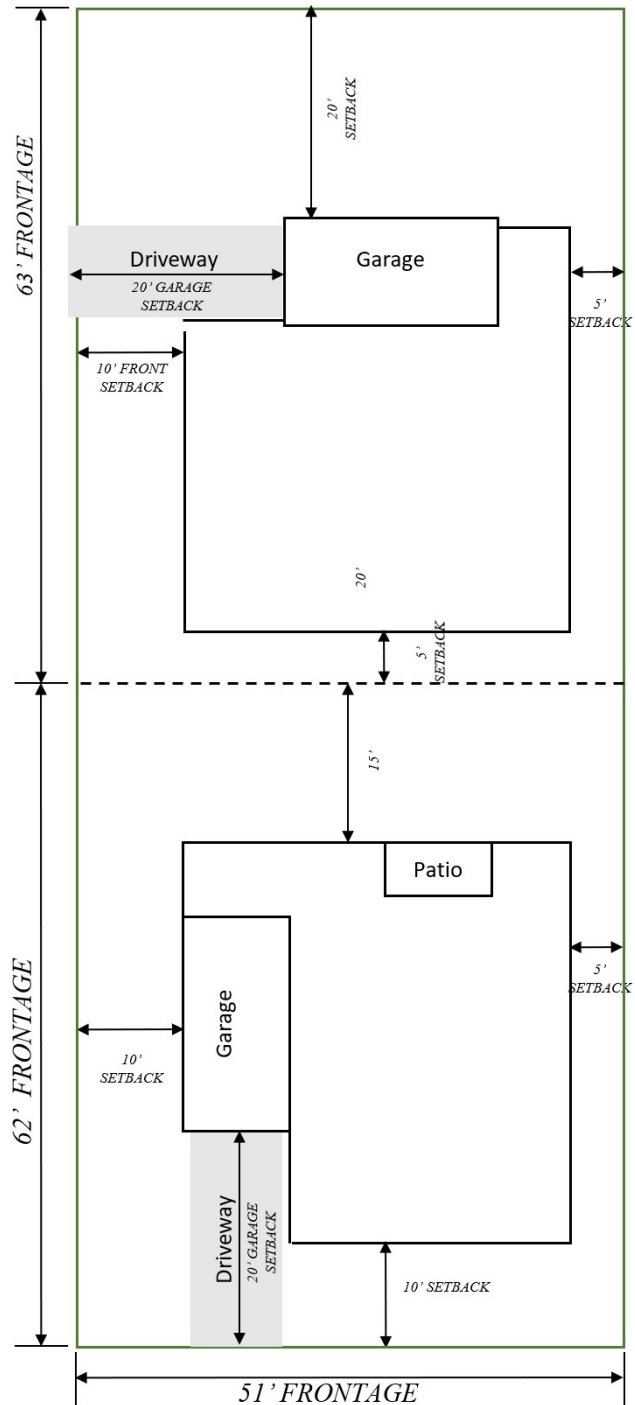 20'
SETBACK
63' FRONTAGE
Driveway
20' GARAGE
SETBACK
Garage
5'
SETBACK
10' FRONT
SETBACK
20'
5'
SETBACK
15'
Patio
62' FRONTAGE
Garage
5'
SETBACK
10'
SETBACK
Driveway
20' GARAGE
SETBACK
10' SETBACK
51' FRONTAGE